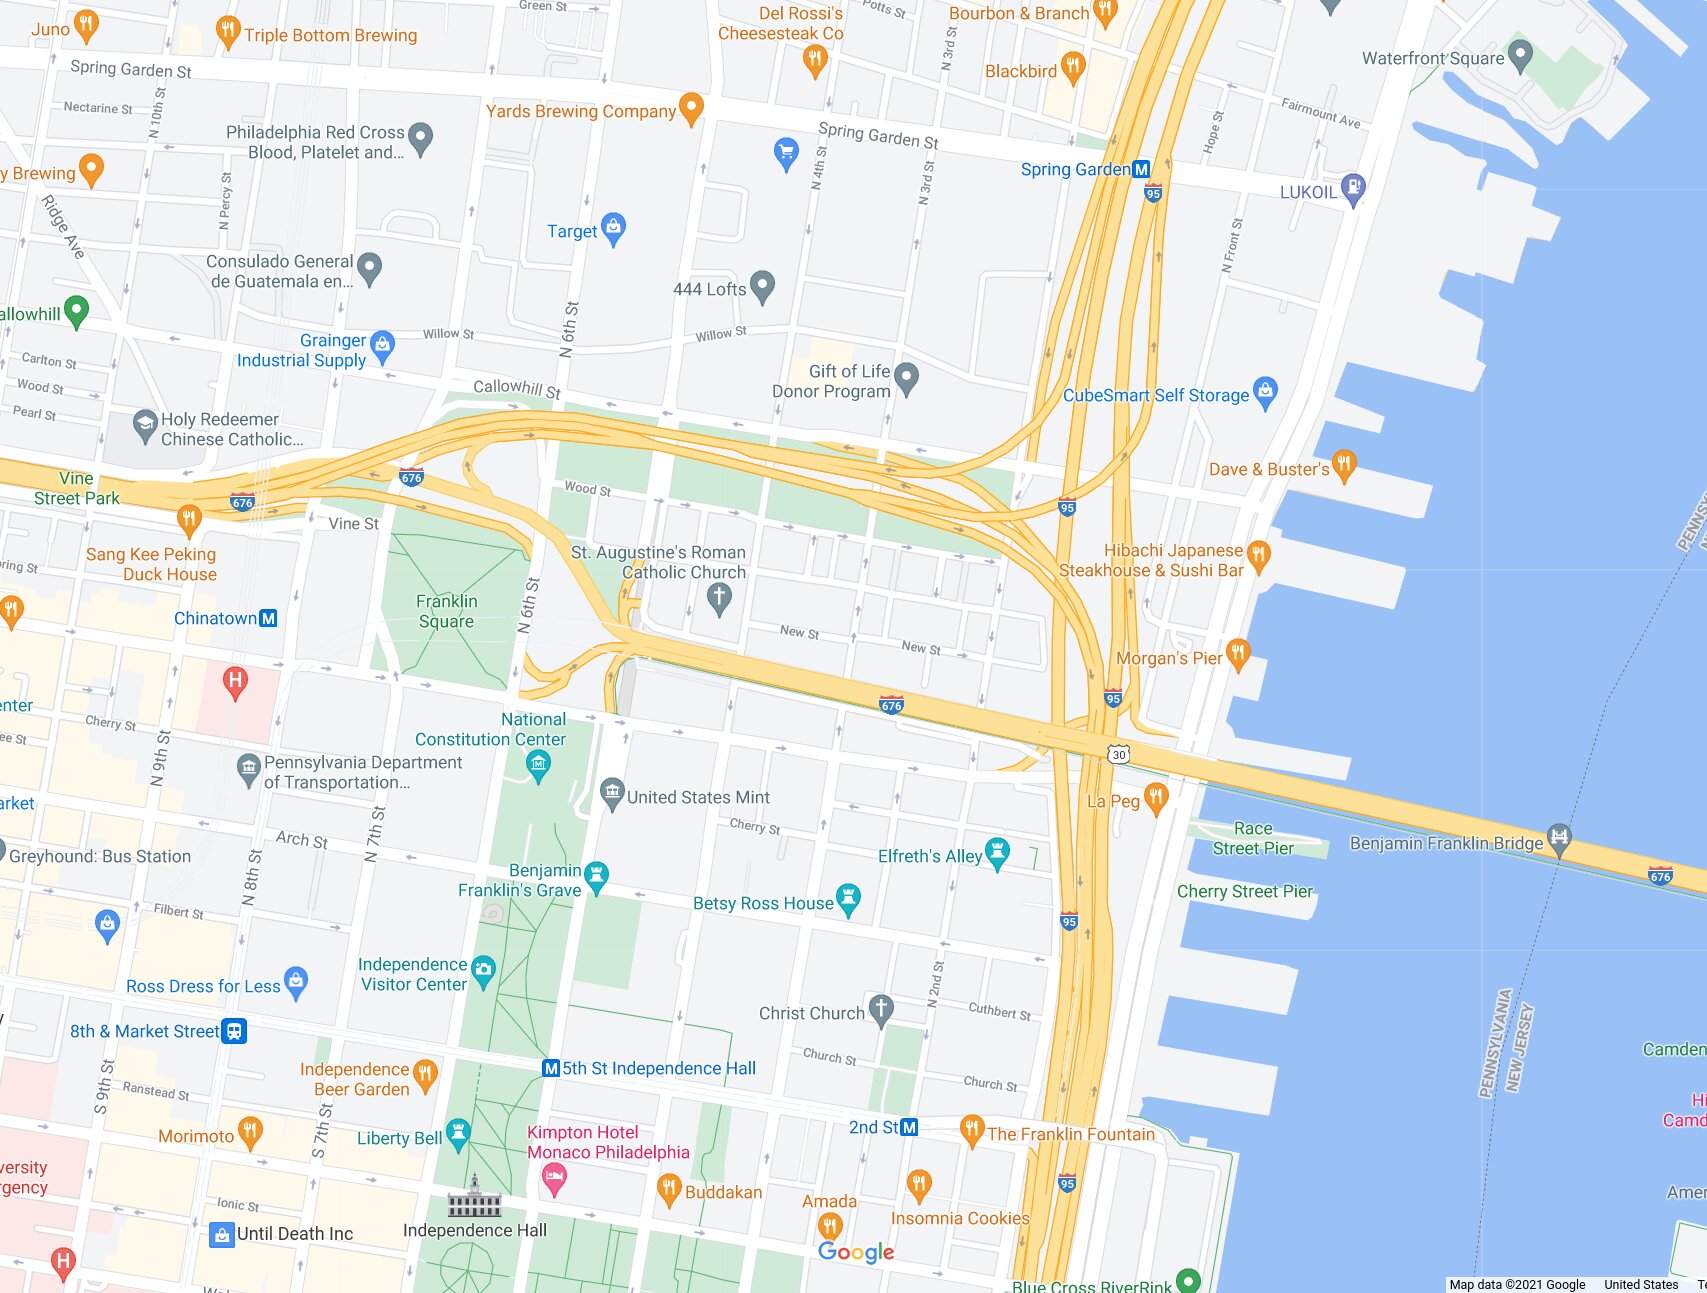 Green St
Potts St
Del Rossi's
Cheesesteak Co
Bourbon & Branch
Juno
Triple Bottom Brewing
N 3rd St
Spring Garden St
Blackbird
Waterfront Square
Nectarine St
N 10th St
Yards Brewing Company
Fairmount Ave
Philadelphia Red Cross
Blood, Platelet and...
Spring Garden St
Hope St
y Brewing
N 4th St
N 3rd St
Spring Garden M
95
LUKOIL
N Percy St
Ridge Ave
Target
N Front St
Consulado General
de Guatemala en...
444 Lofts
allowhill
Willow St
Willow St
N 6th St
Grainger
Industrial Supply
Carlton St
Wood St
Pearl St
Callowhill St
Gift of Life
Donor Program
CubeSmart Self Storage
Holy Redeemer
Chinese Catholic...
Vine
Street Park
676
676
Wood St
95
Dave & Buster's
Vine St
Sang Kee Peking
Duck House
St. Augustine's Roman
Catholic Church
Hibachi Japanese
Steakhouse & Sushi Bar
ring St
Chinatown M
Franklin
Square
N 6th St
New St
New St
Morgan's Pier
H
676
95
enter
Cherry St
ee St
N 9th St
National
Constitution Center
30
Pennsylvania Department
of Transportation...
United States Mint
La Peg
arket
Arch St
N 7th St
Cherry St
Race
Street Pier
Benjamin Franklin Bridge
Greyhound: Bus Station
Elfreth's Alley
676
Benjamin
Franklin's Grave
N 8th St
Betsy Ross House
Cherry Street Pier
Filbert St
95
Independence
Visitor Center
Ross Dress for Less
N 2nd St
Christ Church
Cuthbert St
8th & Market Street
PENNSYLVANIA
NEW JERSEY
Camden
Church St
Church St
M 5th St Independence Hall
Independence
Beer Garden
S 9th St
Ranstead St
Hi
Camd
S 7th St
Morimoto
Liberty Bell
Kimpton Hotel
Monaco Philadelphia
2nd St M
The Franklin Fountain
versity
rgency
Ionic St
Buddakan
Amada
95
Amer
Insomnia Cookies
Until Death Inc
Independence Hall
H
Google
Blue Cross RiverRink
Map data ©2021 Google
United States
Te